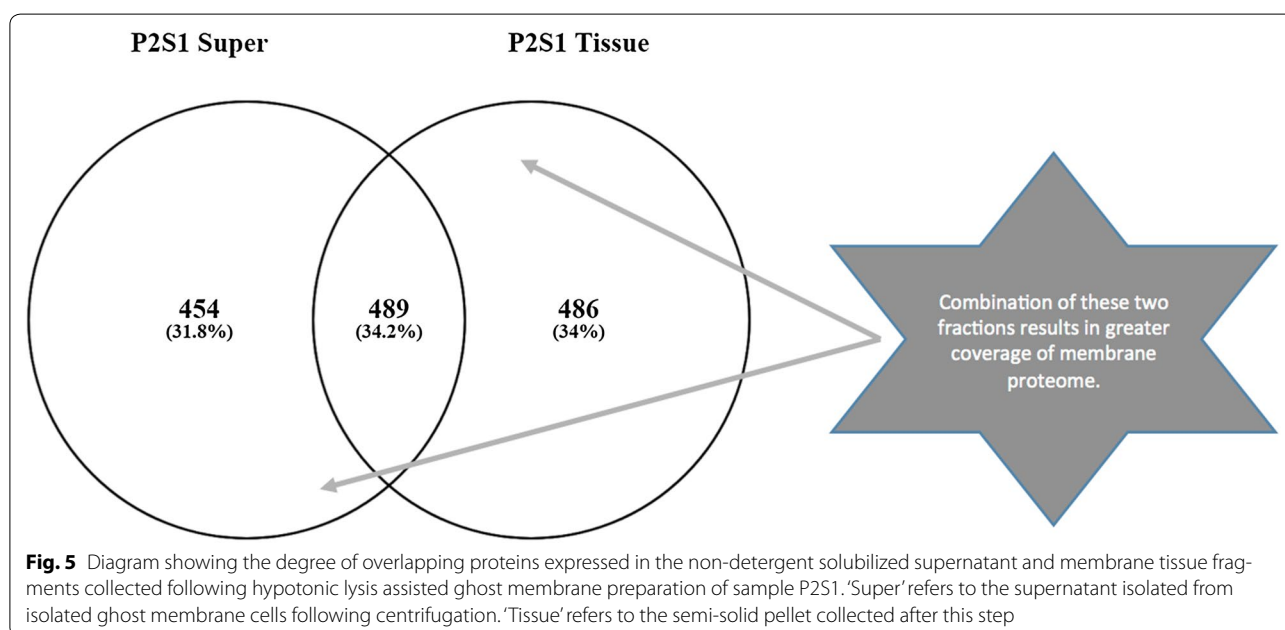 P2S1 Super
P2S1 Tissue
454
(31.8%)
489
(34.2%)
486
(34%)
Combination of these two
fractions results in greater
coverage of membrane
proteome.
Fig. 5 Diagram showing the degree of overlapping proteins expressed in the non-detergent solubilized supernatant and membrane tissue frag-
ments collected following hypotonic lysis assisted ghost membrane preparation of sample P2S1. ‘Super’ refers to the supernatant isolated from
isolated ghost membrane cells following centrifugation. ‘Tissue’ refers to the semi-solid pellet collected after this step